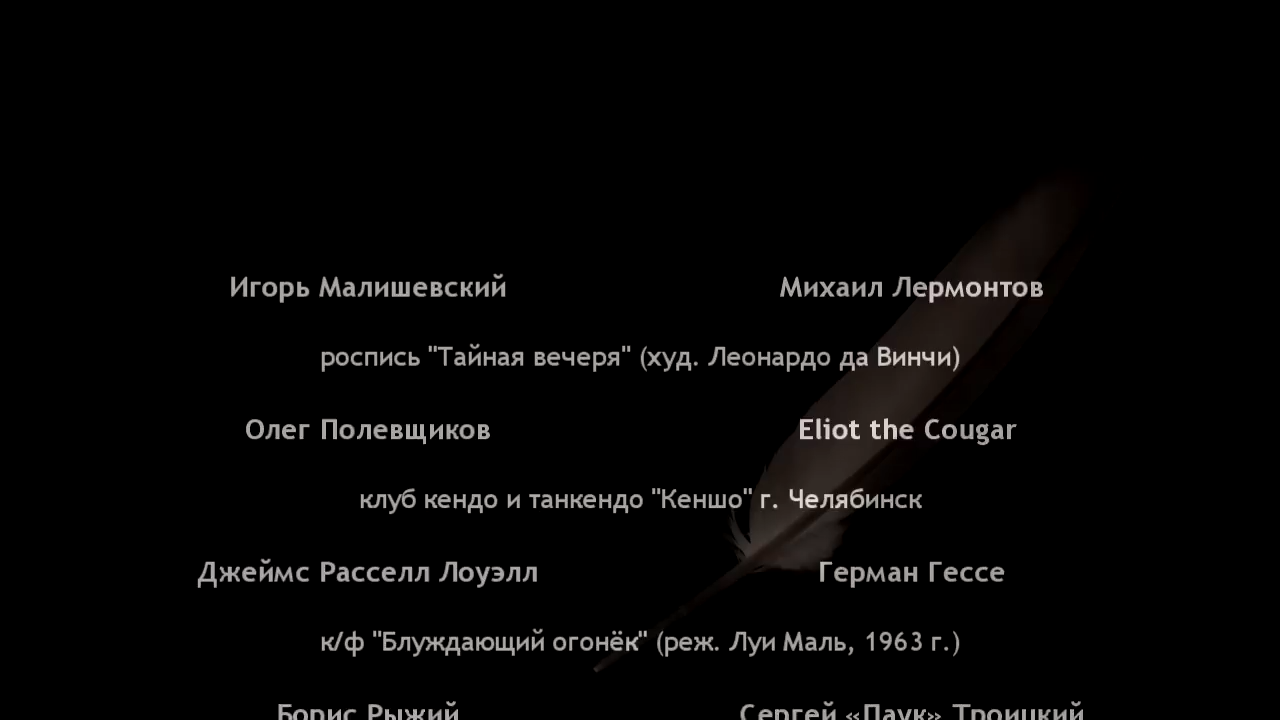 Игорь Малишевский Михаил Лермонтов
роспись "Тайная вечеря" (худ. Леонардо да Винчи)
Олег Полевщиков Eliot the Cougar
клуб кендо и танкендо "Кеншо" г. Челябинск
Джеймс Расселл Лоуэлл Герман Гессе
к/ф "Блуждающий огонёк" (реж. Луи Маль, 1963 г.)
Борис Рыжий Сергей «Паук» Троицкий